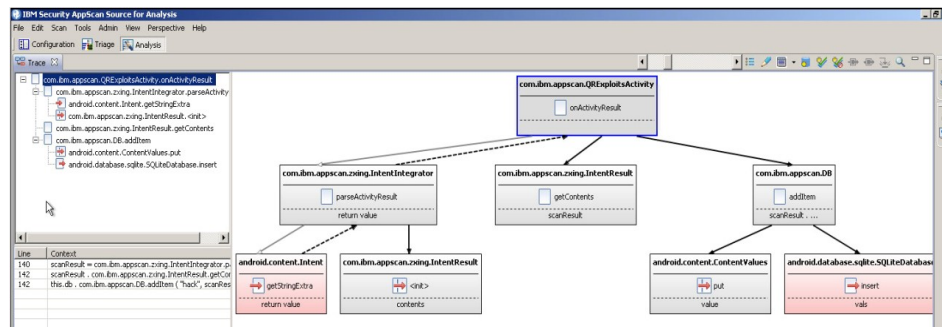 IBM Security AppScan Source for Analysis
File Edit Scan Tools Admin View Perspective Help
Configuration Triage Analysis
Trace
com.ibm.appscan.QRExploitsActivity.onActivityResult
com.ibm.appscan.zxing.IntentIntegrator.parseActivity
android.content.Intent.getStringExtra
com.ibm.appscan.zxing.IntentResult.<init>
com.ibm.appscan.zxing.IntentResult.getContents
com.ibm.appscan.DB.addItem
android.content.ContentValues.put
android.database.sqlite.SQLiteDatabase.insert
Line Context
140 scanResult = com.ibm.appscan.zxing.IntentIntegrator.p
142 scanResult . com.ibm.appscan.zxing.IntentResult.getCor
142 this.db . com.ibm.appscan.DB.addItem ( "hack", scanRes
com.ibm.appscan.QRExploitsActivity
onActivityResult
com.ibm.appscan.zxing.IntentIntegrator
parseActivityResult
return value
com.ibm.appscan.zxing.IntentResult
getContents
scanResult
com.ibm.appscan.DB
addItem
scanResult . ...
android.content.Intent
getStringExtra
return value
com.ibm.appscan.zxing.IntentResult
<init>
contents
android.content.ContentValues
put
value
android.database.sqlite.SQLiteDatabase
insert
vals